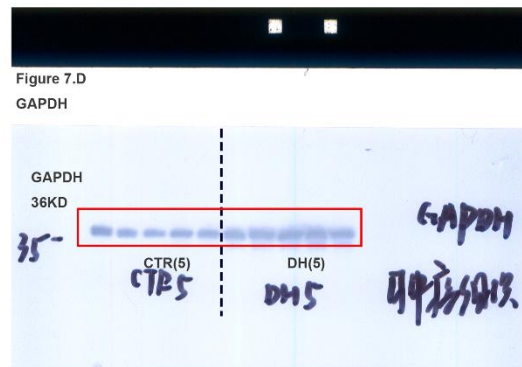 Figure 7.D
GAPDH
GAPDH
36KD
35-
CTR(5)
DH(5)
CTR5
DH5
GAPDH